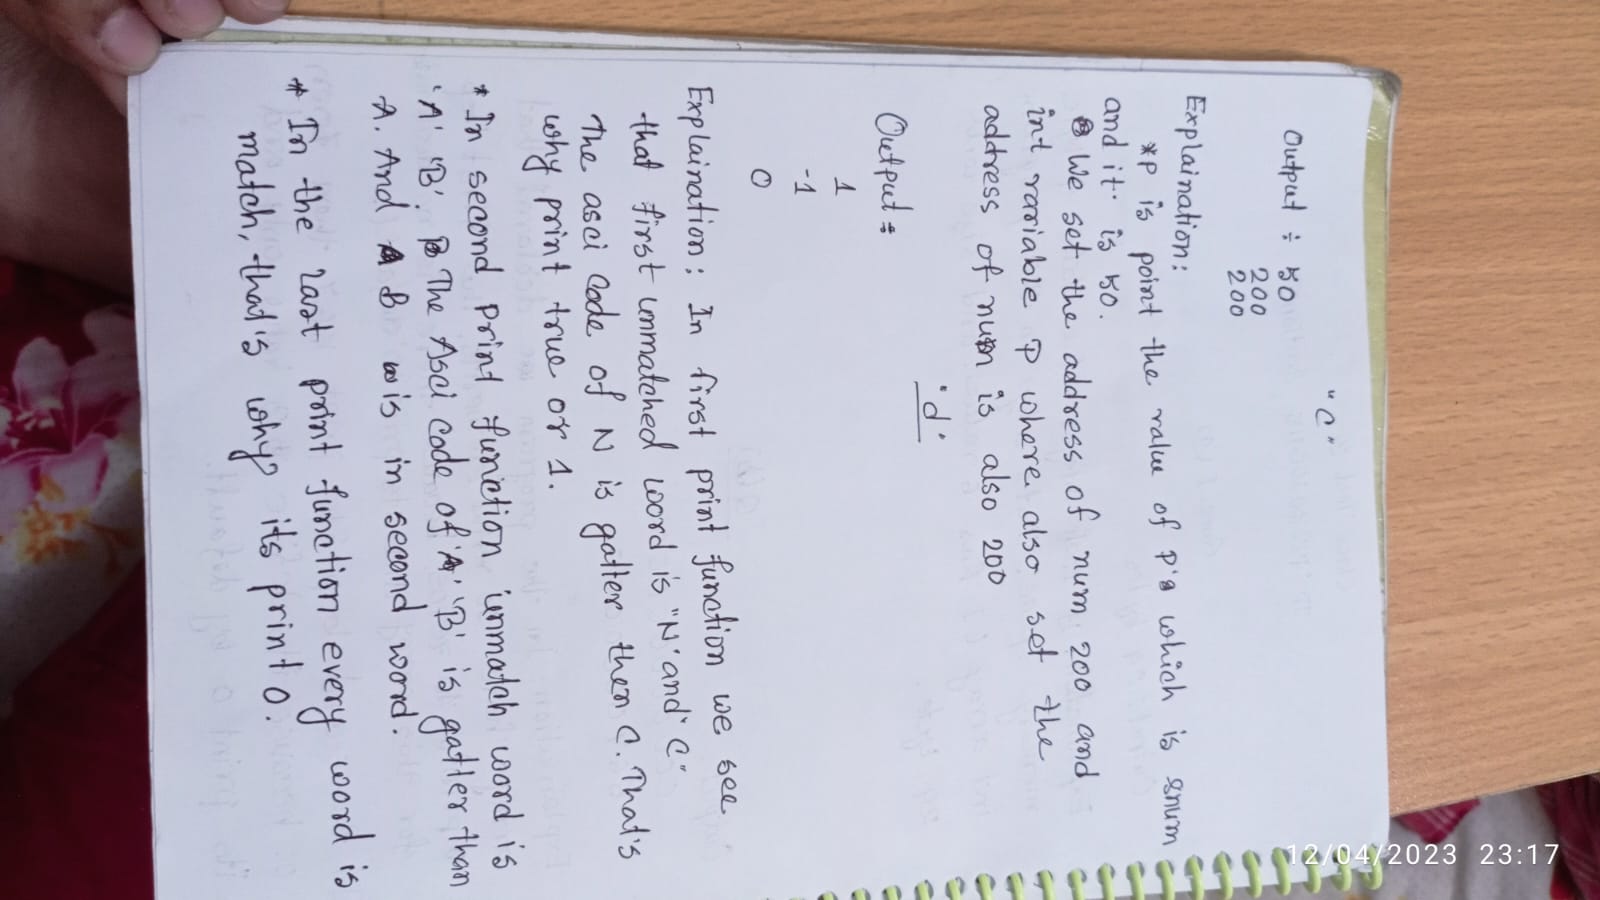 "C"
Output : 50
200
200
Explaination:
*P is point the value of P's which is snum
and it is 50.
We set the address of num 200 and
int variable P where also set the
address of num is also 200
'd'
Output :
1
-1
0
Explaination: In first print function we see
that first unmatched word is "N' and 'C"
The asci code of N is gatter then C. That's
why print true or 1.
* In second print function unmatch word is
'A' 'B'. The Asci code of 'B' is gatter than
A. And B is in second word.
* In the last print function every word is
match, that's why its print 0.
12/04/2023 23:17